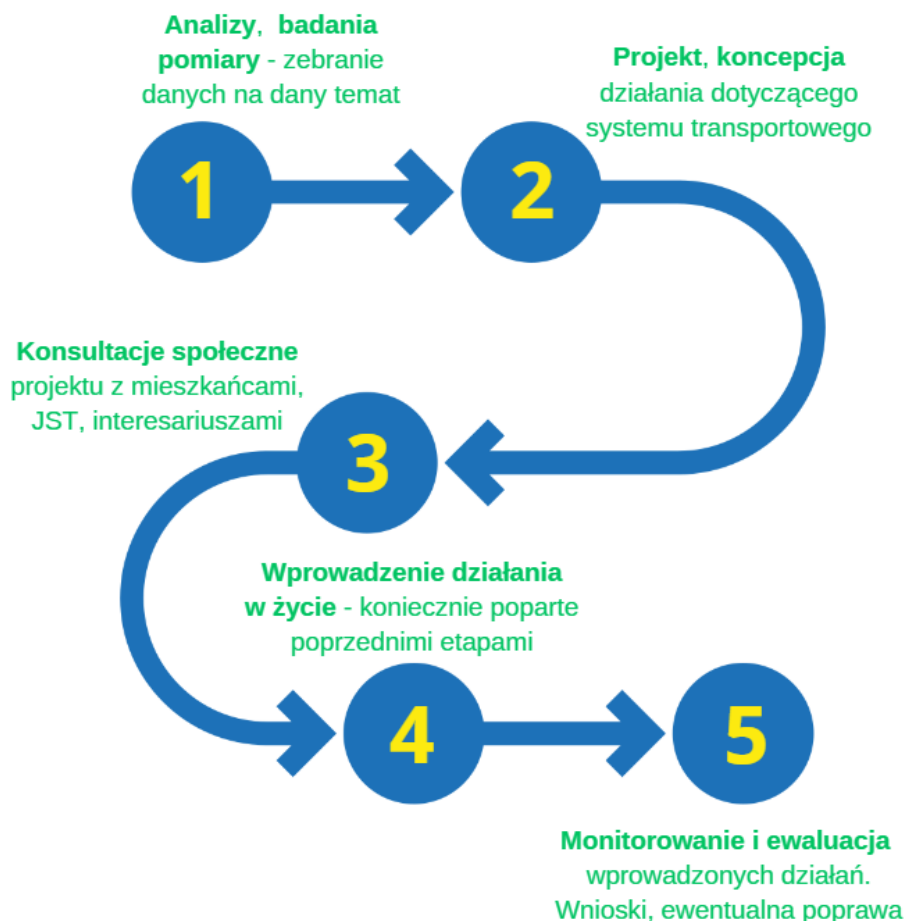 Analizy, badania
pomiary - zebranie
danych na dany temat
1
Projekt, koncepcja
działania dotyczącego
systemu transportowego
2
Konsultacje społeczne
projektu z mieszkańcami,
JST, interesariuszami
3
Wprowadzenie działania
w życie - koniecznie poparte
poprzednimi etapami
4
5
Monitorowanie i ewaluacja
wprowadzonych działań.
Wnioski, ewentualna poprawa